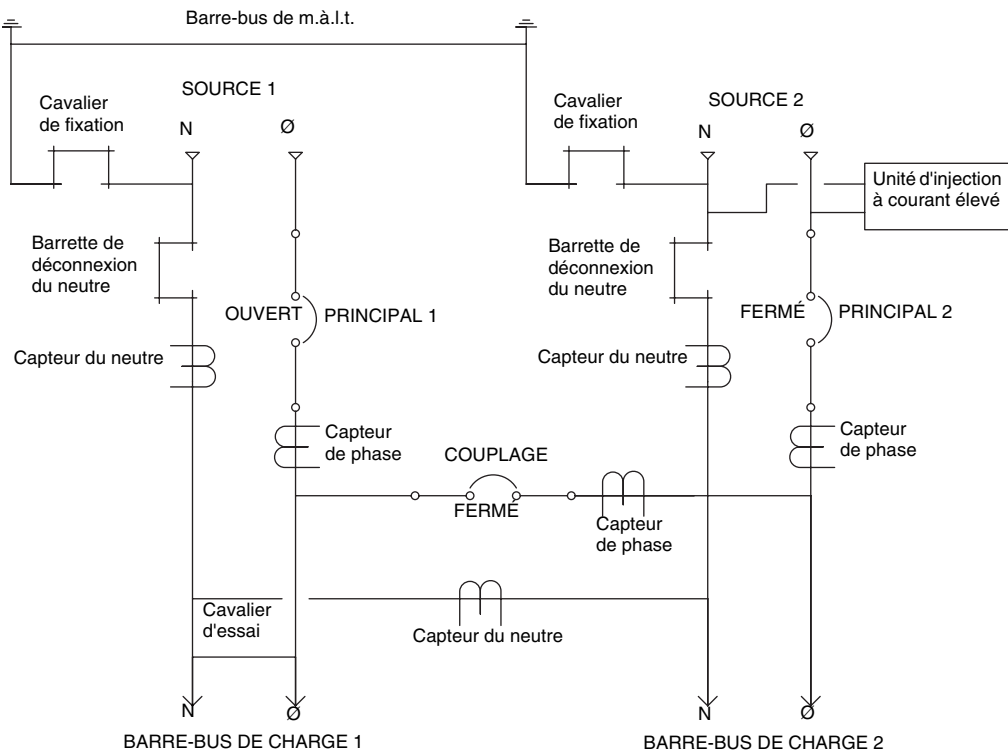 Barre-bus de m.à.l.t.
SOURCE 1
SOURCE 2
Cavalier
de fixation
N
Ø
Cavalier
de fixation
N
Ø
Unité d'injection
à courant élevé
Barrette de
déconnexion
du neutre
OUVERT
PRINCIPAL 1
Barrette de
déconnexion
du neutre
FERMÉ
PRINCIPAL 2
Capteur du neutre
Capteur du neutre
Capteur
de phase
COUPLAGE
FERMÉ
Capteur
de phase
Capteur
de phase
Cavalier
d'essai
Capteur du neutre
N
Ø
N
Ø
BARRE-BUS DE CHARGE 1
BARRE-BUS DE CHARGE 2